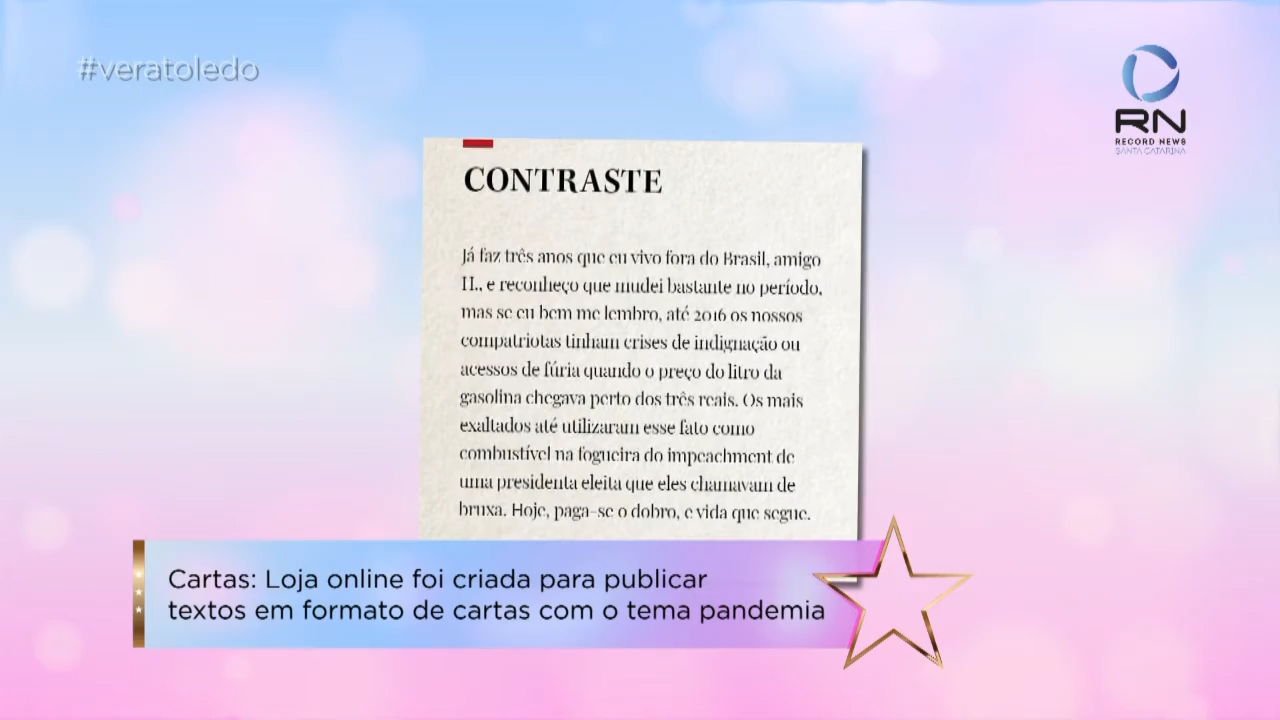 #veratoledo
RN
RECORD NEWS
SANTA CATARINA
CONTRASTE
Já faz três anos que eu vivo fora do Brasil, amigo
H., e reconheço que mudei bastante no período,
mas se eu bem me lembro, até 2016 os nossos
compatriotas tinham crises de indignação ou
acessos de fúria quando o preço do litro da
gasolina chegava perto dos três reais. Os mais
exaltados até utilizaram esse fato como
combustível na fogueira do impeachment de
uma presidenta eleita que eles chamavam de
bruxa. Hoje, paga-se o dobro, e vida que segue.
Cartas: Loja online foi criada para publicar
textos em formato de cartas com o tema pandemia